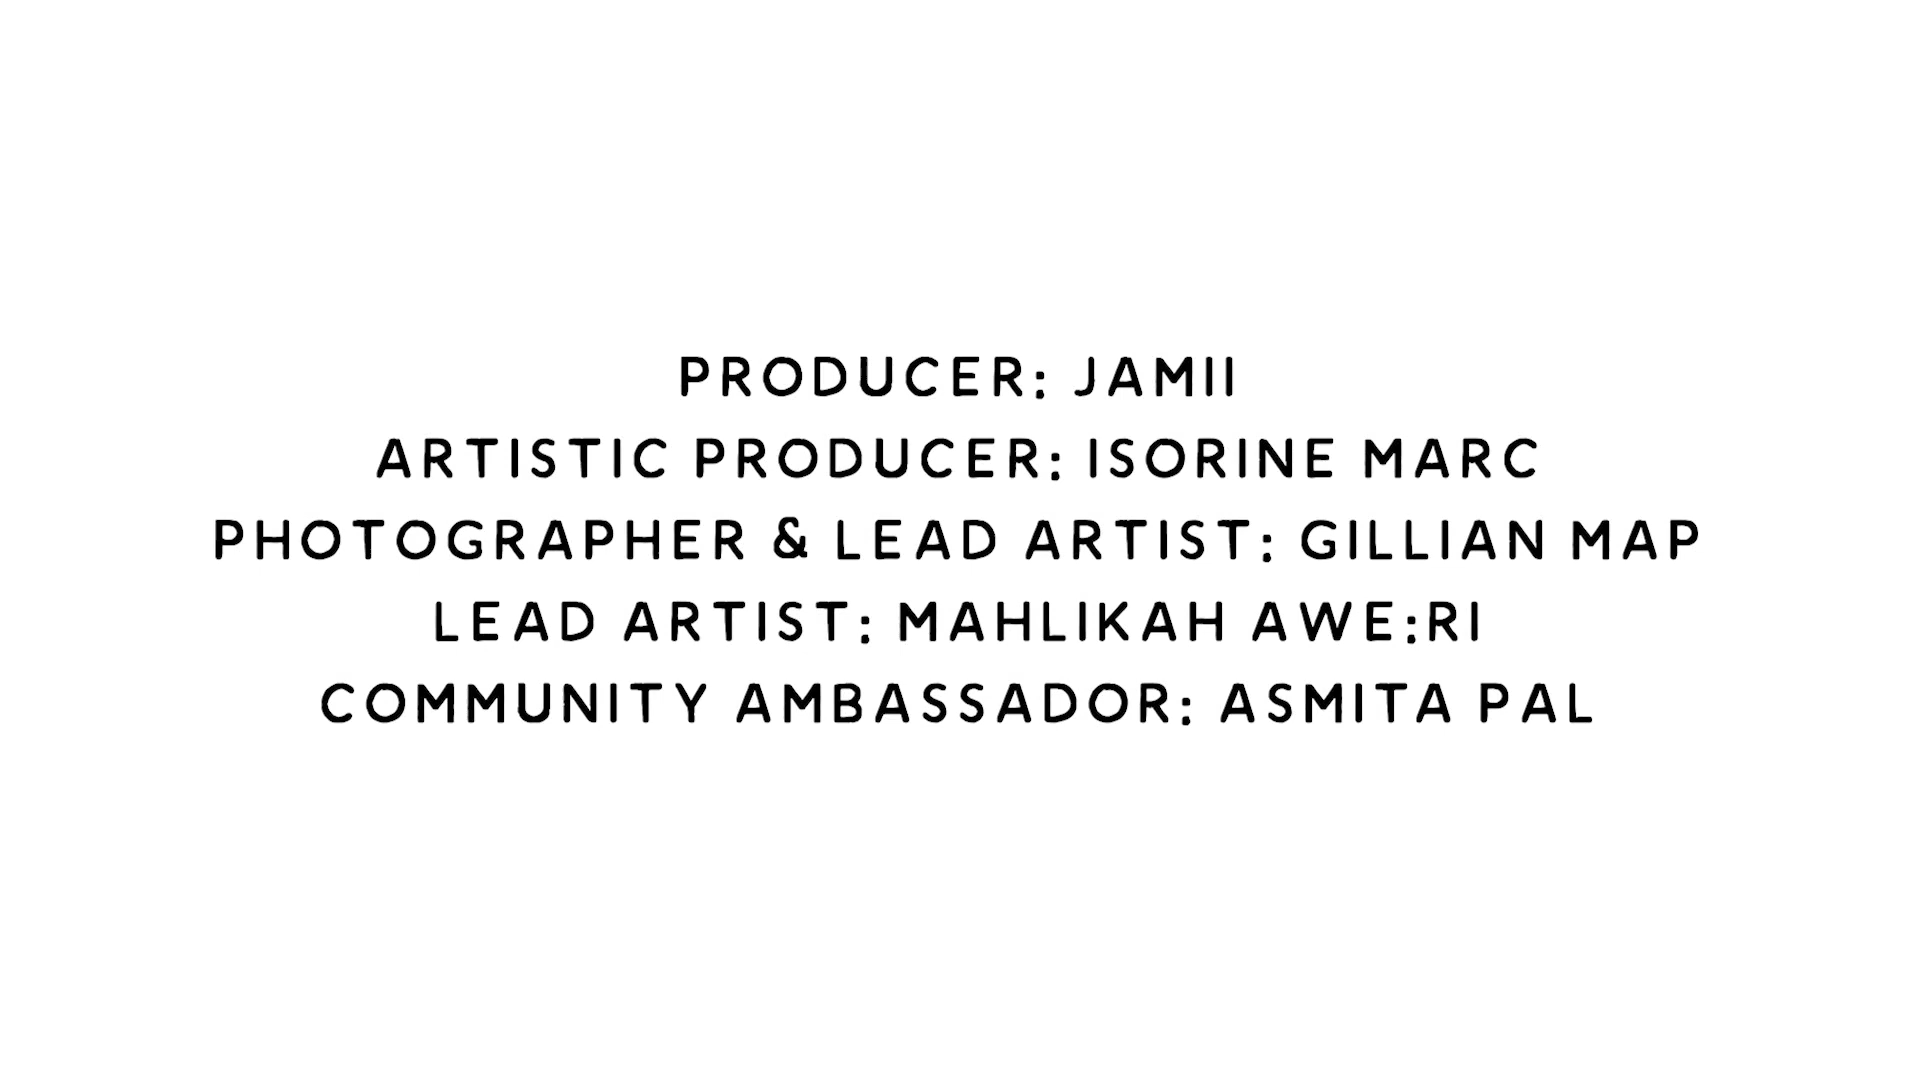 PRODUCER: JAMII
ARTISTIC PRODUCER: ISORINE MARC
PHOTOGRAPHER & LEAD ARTIST: GILLIAN MAP
LEAD ARTIST: MAHLIKAH AWE:RI
COMMUNITY AMBASSADOR: ASMITA PAL